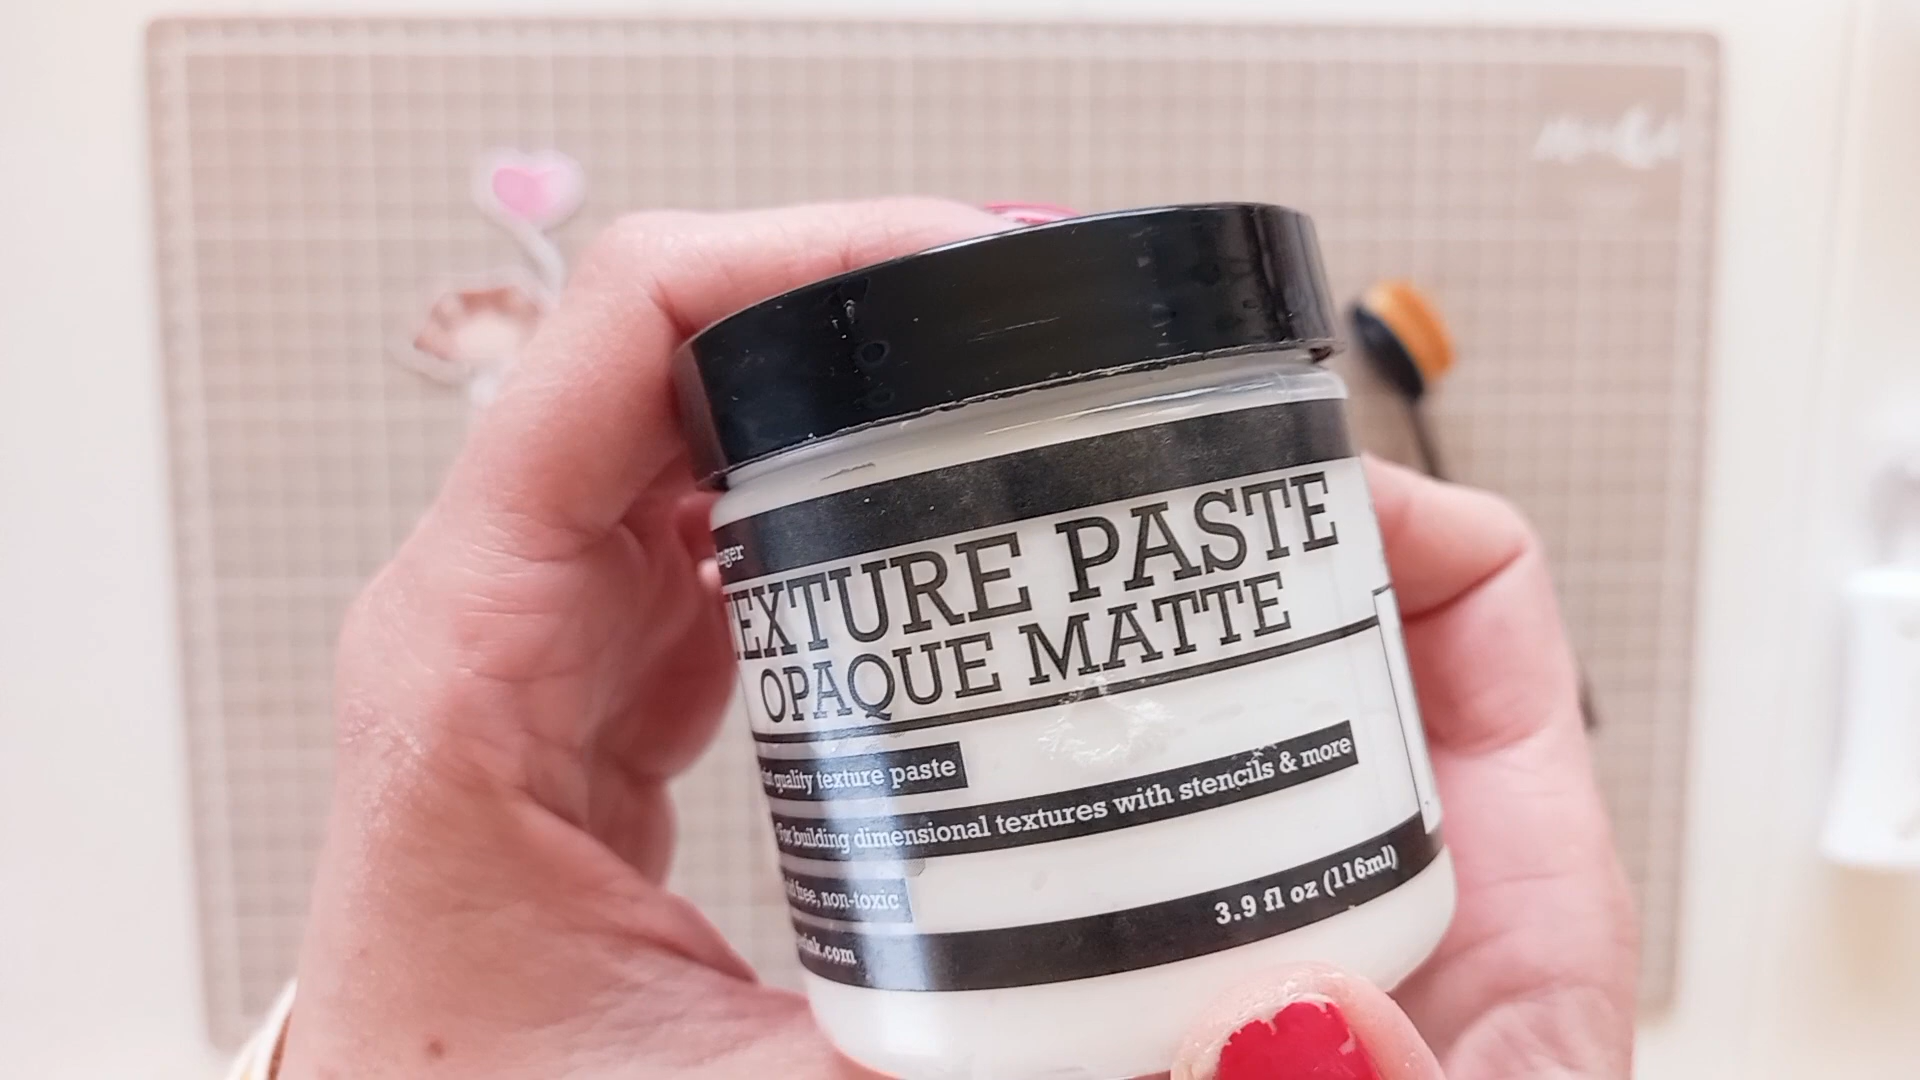 TEXTURE PASTE
OPAQUE MATTE
quality texture paste
For building dimensional textures with stencils & more
free, non-toxic
3.9 fl oz (116ml)